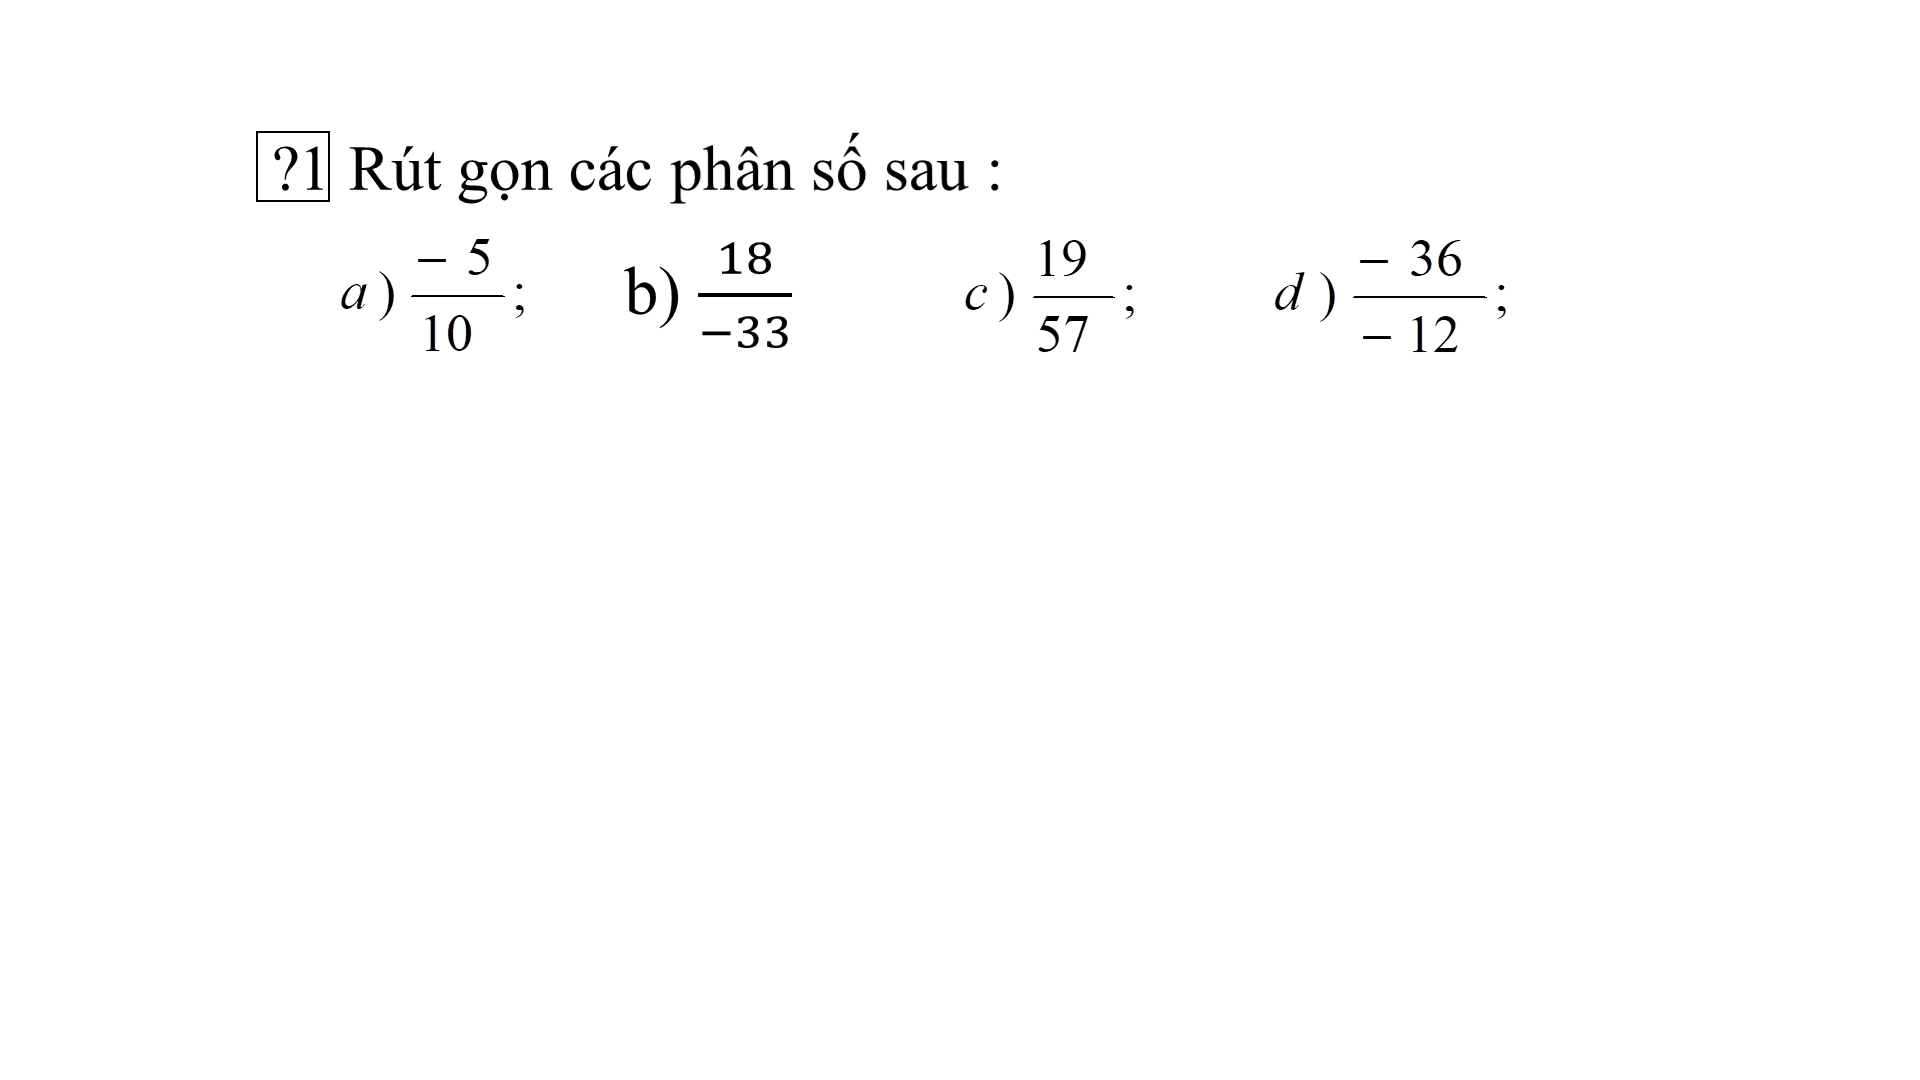 ?1 Rút gọn các phân số sau :
a) -5/10; b) 18/-33 c) 19/57; d) -36/-12;